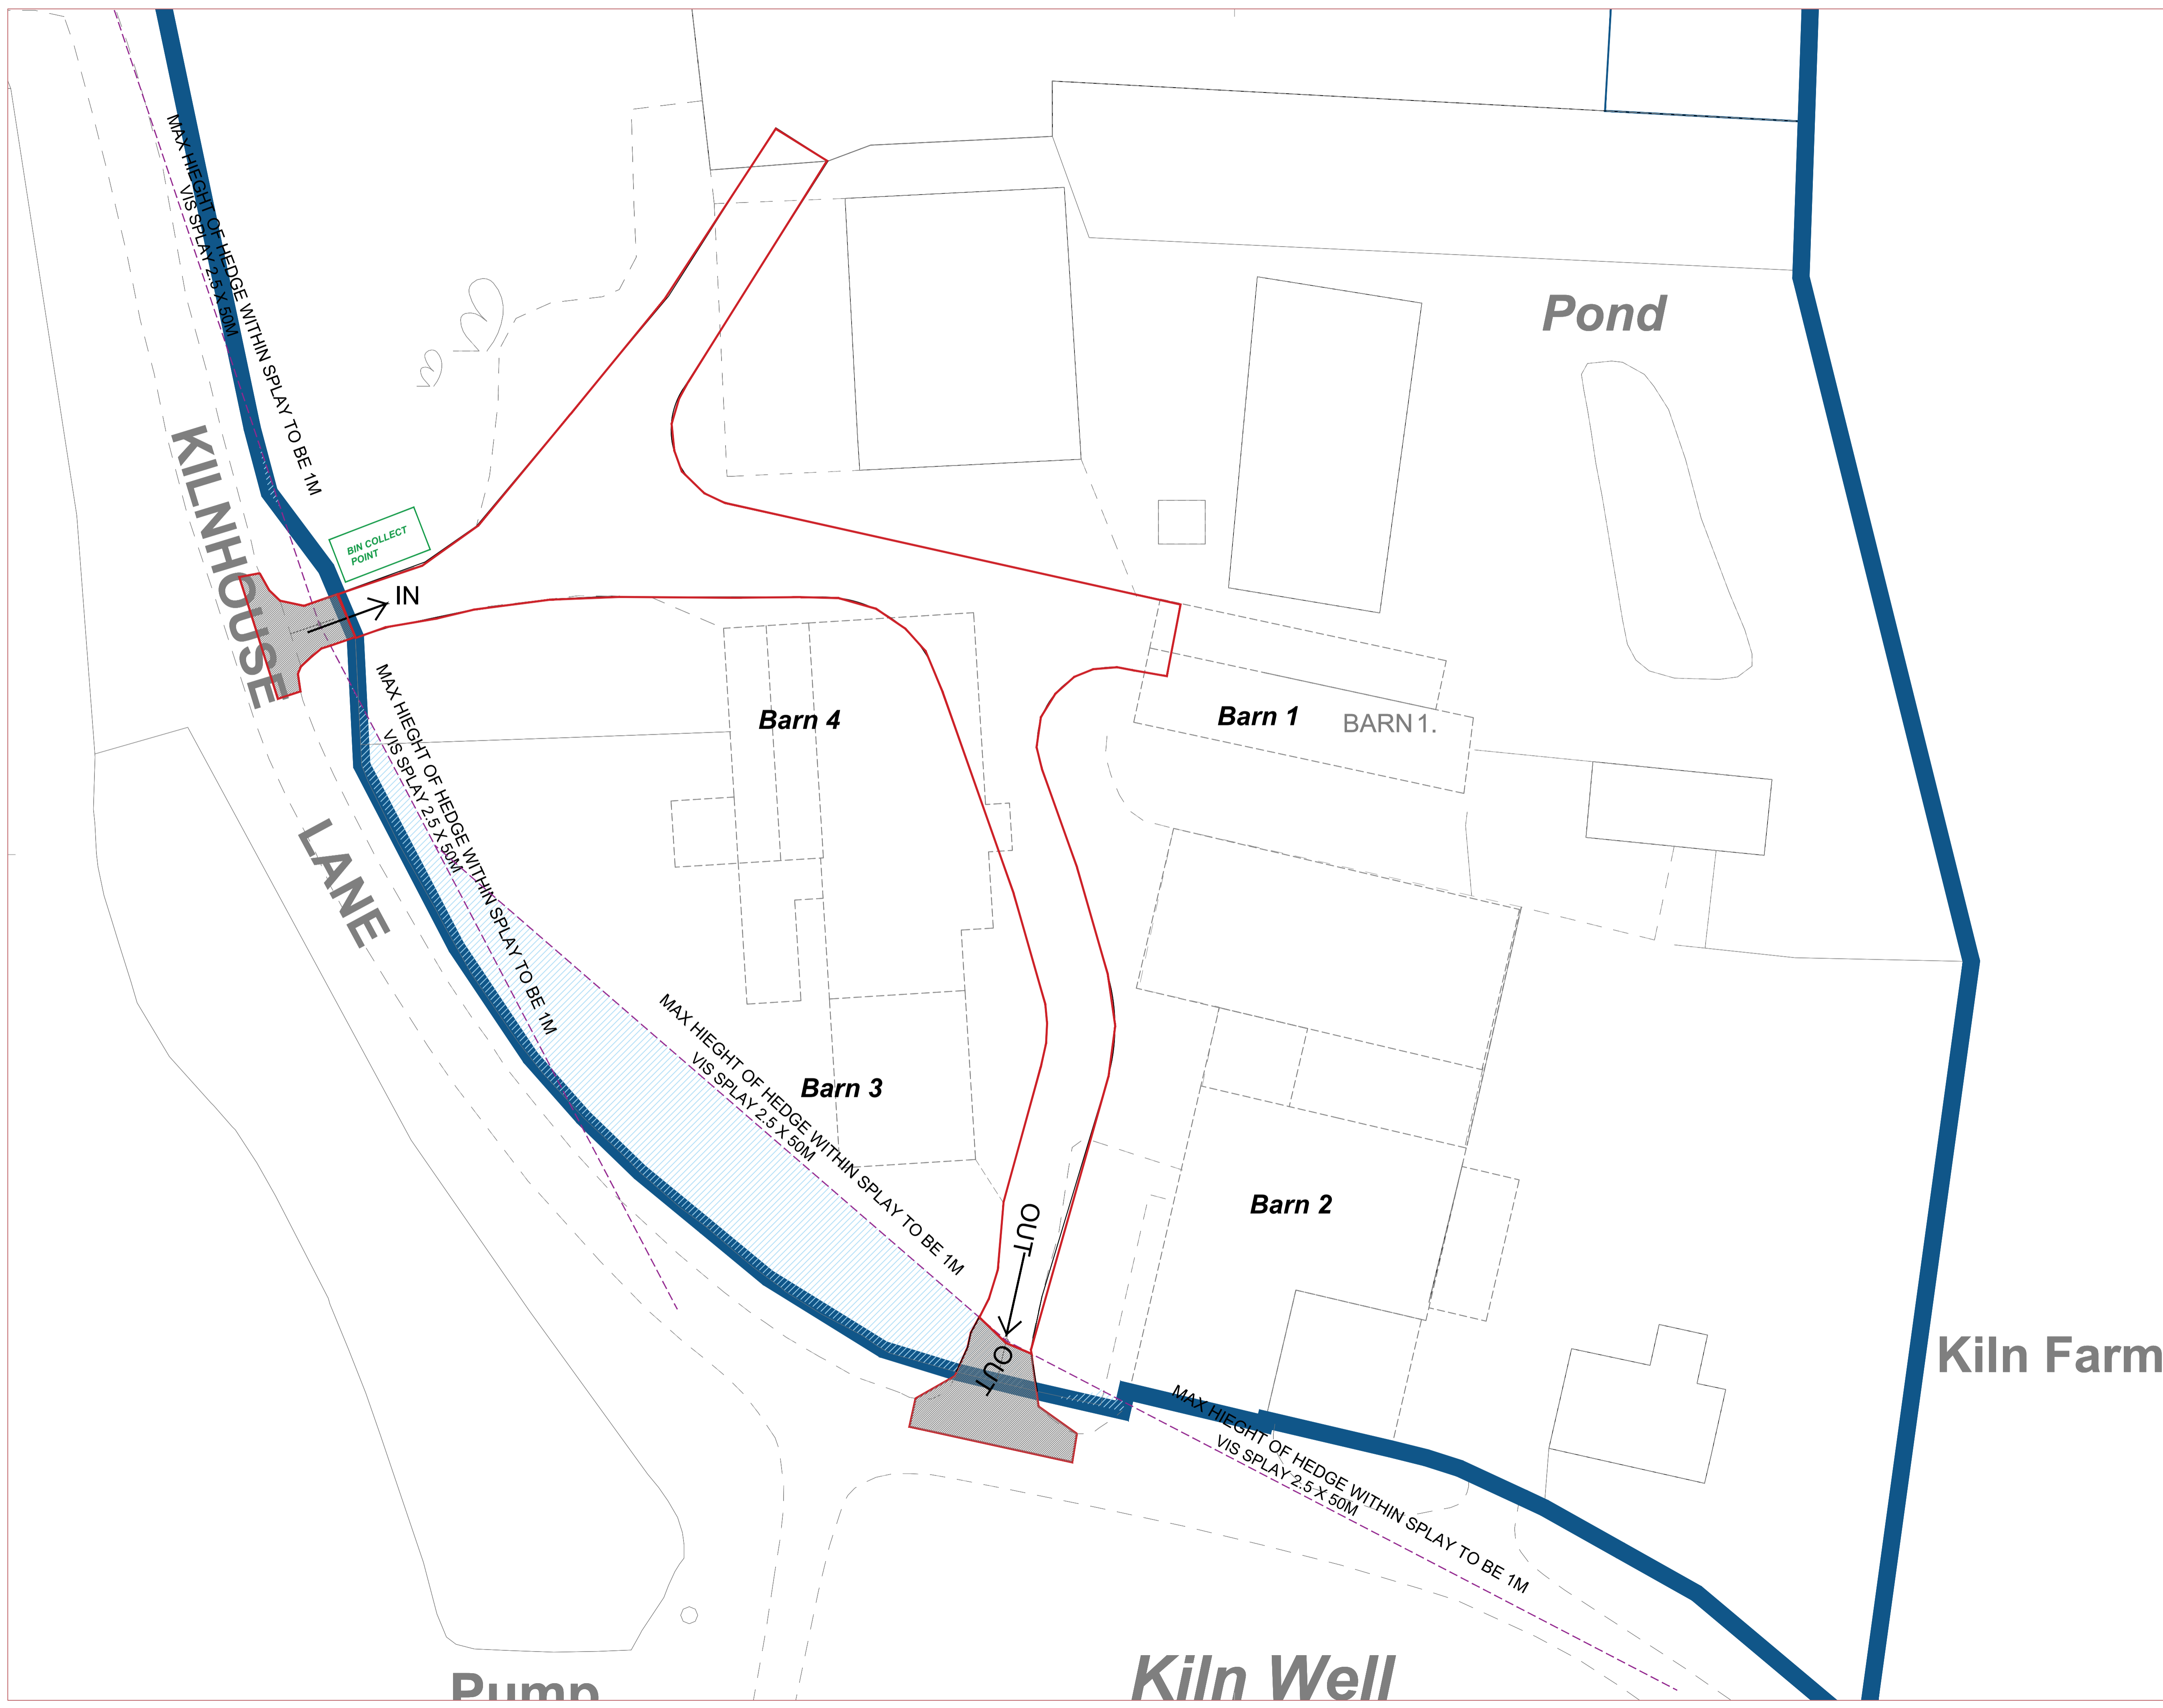 MAX HIEGHT OF HEDGE WITHIN SPLAY TO BE 1M
VIS SPLAY 2.5 X 50M
Pond
KILNHOUSE
LANE
BIN COLLECT
POINT
IN
MAX HIEGHT OF HEDGE WITHIN SPLAY TO BE 1M
VIS SPLAY 2.5 X 50M
Barn 4
Barn 1
BARN 1.
MAX HIEGHT OF HEDGE WITHIN SPLAY TO BE 1M
VIS SPLAY 2.5 X 50M
Barn 3
Barn 2
OUT
OUT
Kiln Farm
MAX HIEGHT OF HEDGE WITHIN SPLAY TO BE 1M
VIS SPLAY 2.5 X 50M
Kiln Well
Pump